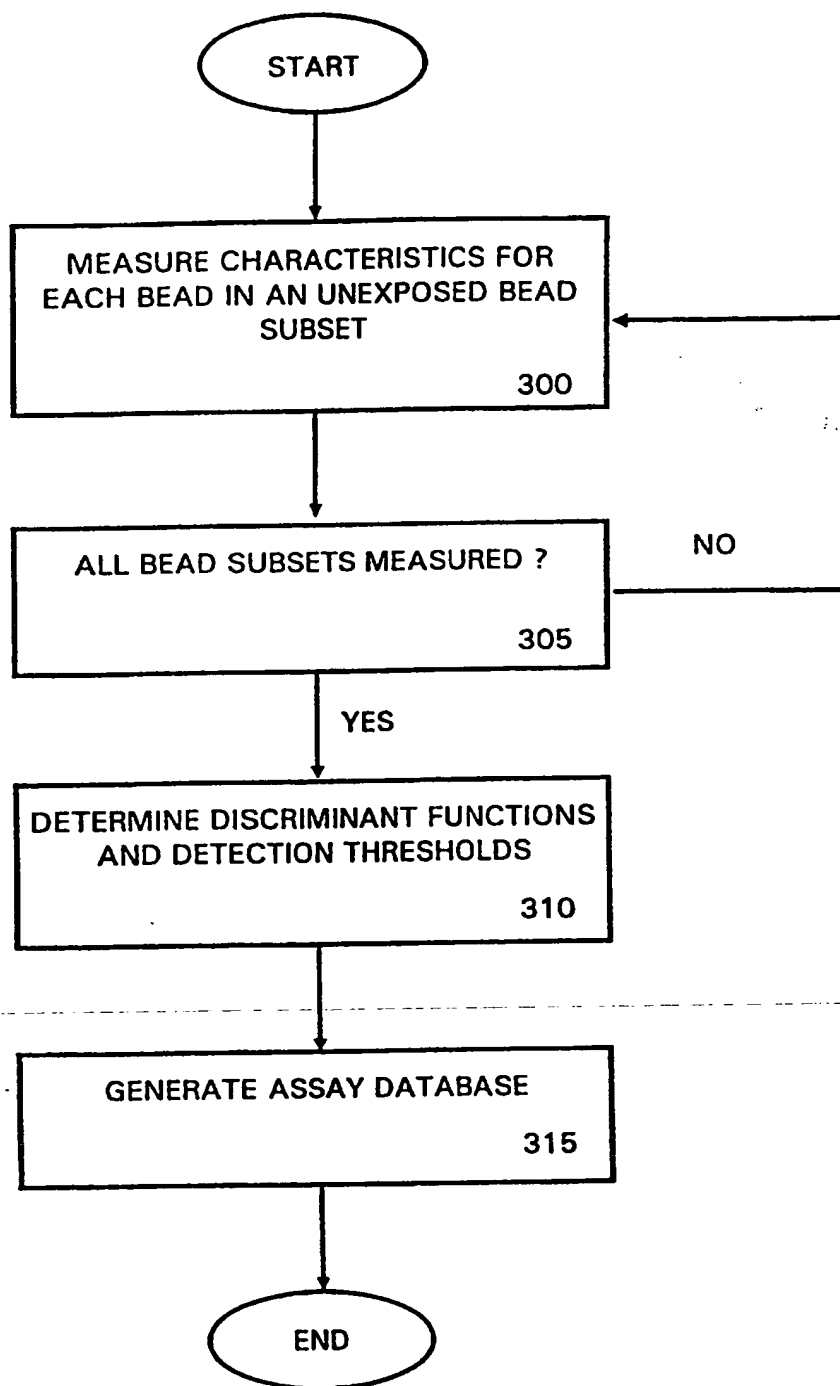 START
MEASURE CHARACTERISTICS FOR
EACH BEAD IN AN UNEXPOSED BEAD
SUBSET
300
ALL BEAD SUBSETS MEASURED ?
NO
305
YES
DETERMINE DISCRIMINANT FUNCTIONS
AND DETECTION THRESHOLDS
310
GENERATE ASSAY DATABASE
315
END